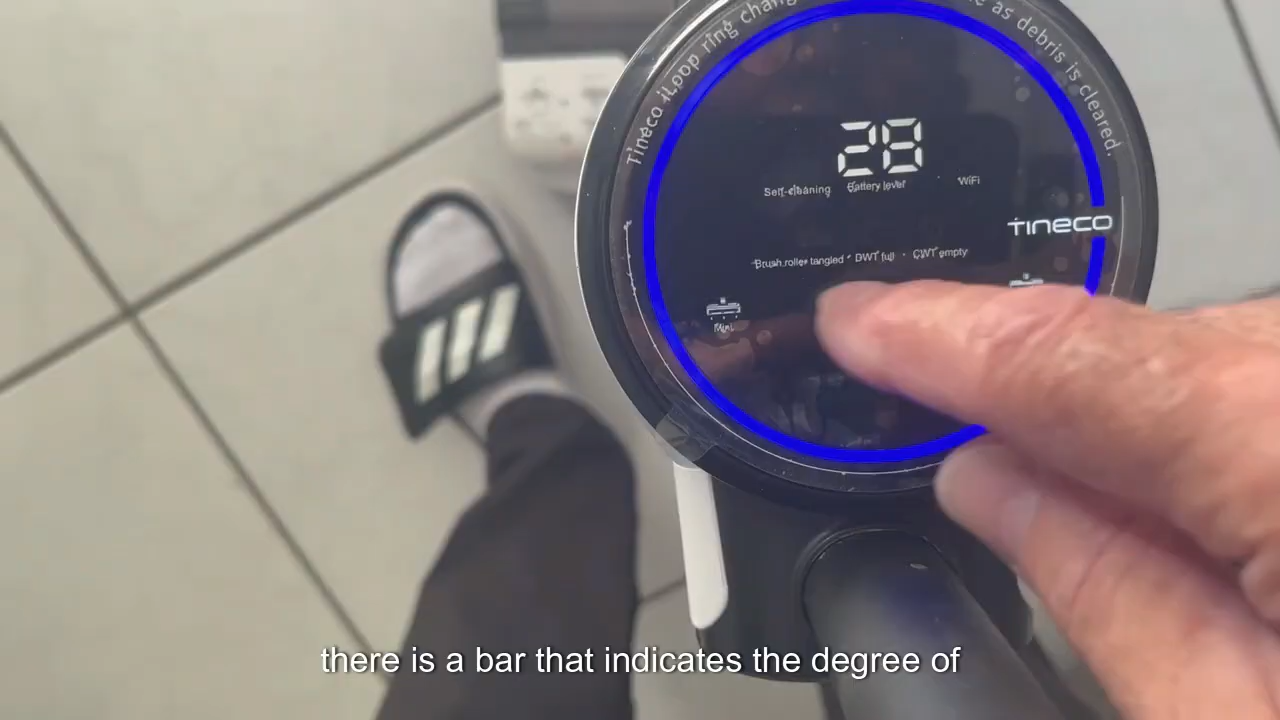 Tineco iLoop ring chang
e as debris is cleared.
28
Self-cleaning Battery level · WiFi
TINECO
Brush roller tangled · DWT full · CWT empty
Mini
there is a bar that indicates the degree of